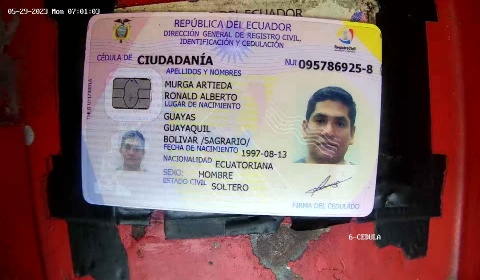 05-29-2023 Mon 07:01:03
REPÚBLICA DEL ECUADOR
DIRECCIÓN GENERAL DE REGISTRO CIVIL,
IDENTIFICACIÓN Y CEDULACIÓN
CÉDULA DE CIUDADANÍA
NUI 095786925-8
APELLIDOS Y NOMBRES
MURGA ARTIEDA
RONALD ALBERTO
LUGAR DE NACIMIENTO
GUAYAS
GUAYAQUIL
BOLIVAR /SAGRARIO/
FECHA DE NACIMIENTO 1997-08-13
NACIONALIDAD ECUATORIANA
SEXO: HOMBRE
ESTADO CIVIL SOLTERO
FIRMA DEL CEDULADO
6-CEDULA